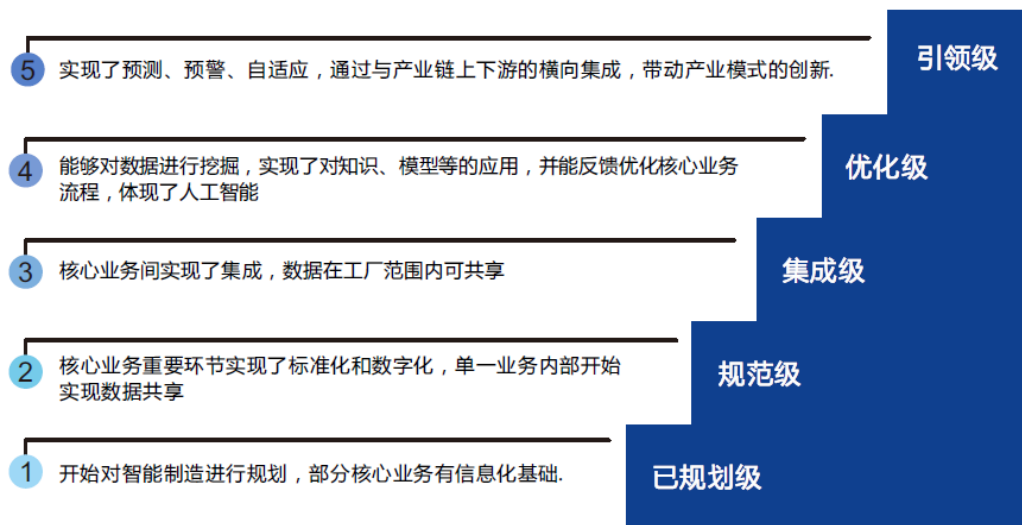 引领级
5
实现了预测、预警、自适应，通过与产业链上下游的横向集成，带动产业模式的创新.
优化级
4
能够对数据进行挖掘，实现了对知识、模型等的应用，并能反馈优化核心业务
流程，体现了人工智能
集成级
3
核心业务间实现了集成，数据在工厂范围内可共享
规范级
2
核心业务重要环节实现了标准化和数字化，单一业务内部开始
实现数据共享
已规划级
1
开始对智能制造进行规划，部分核心业务有信息化基础.